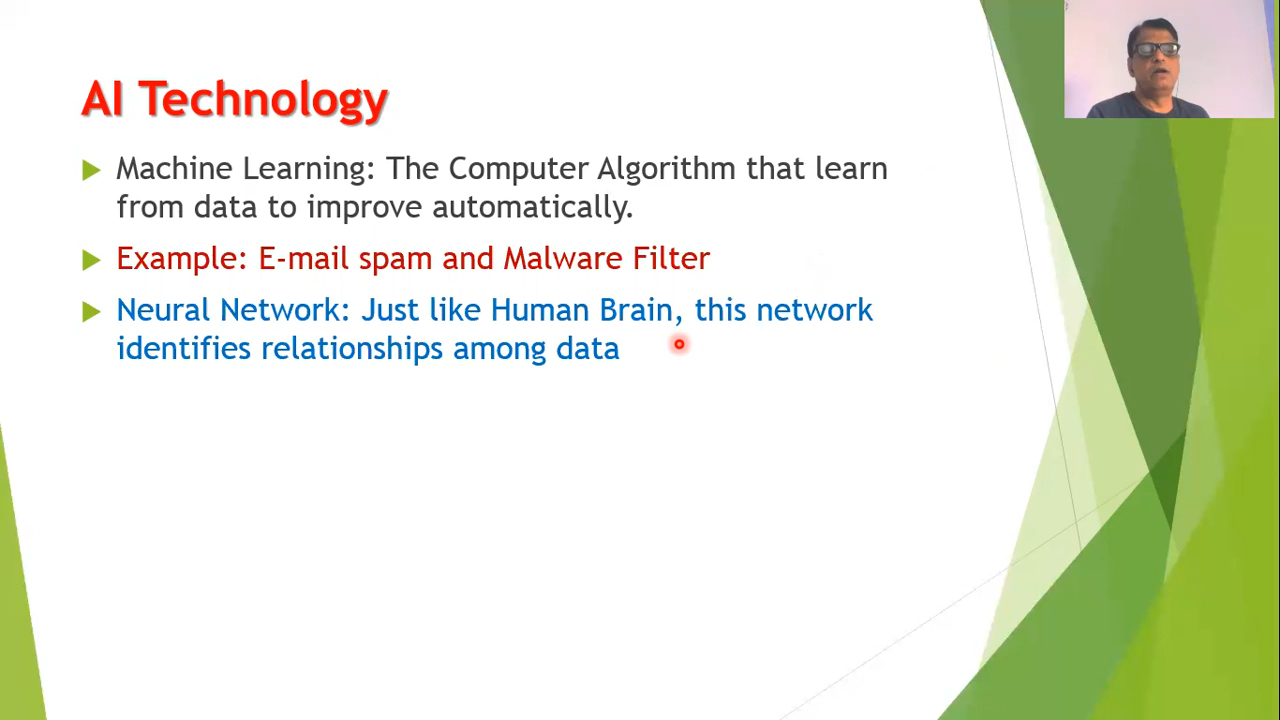 AI Technology
Machine Learning: The Computer Algorithm that learn
from data to improve automatically.
Example: E-mail spam and Malware Filter
Neural Network: Just like Human Brain, this network
identifies relationships among data